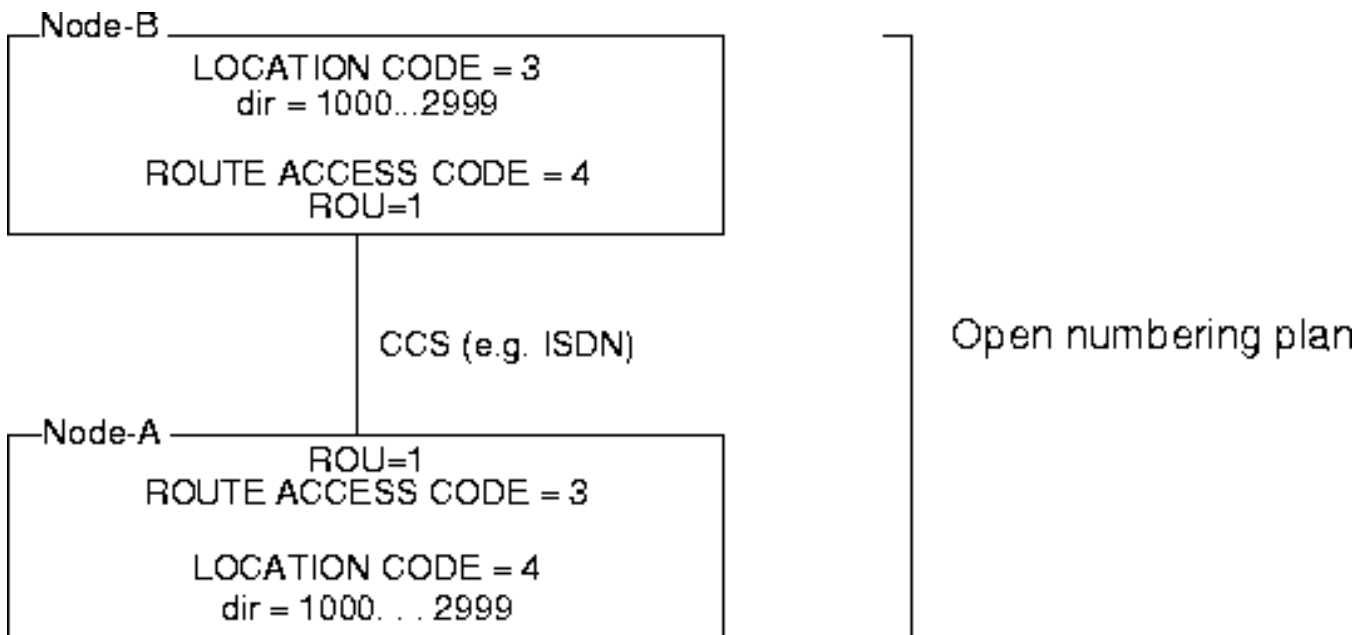 Node-B
LOCATION CODE = 3
dir = 1000...2999
ROUTE ACCESS CODE = 4
ROU=1
CCS (e.g. ISDN)
Open numbering plan
Node-A
ROU=1
ROUTE ACCESS CODE = 3
LOCATION CODE = 4
dir = 1000. . . 2999